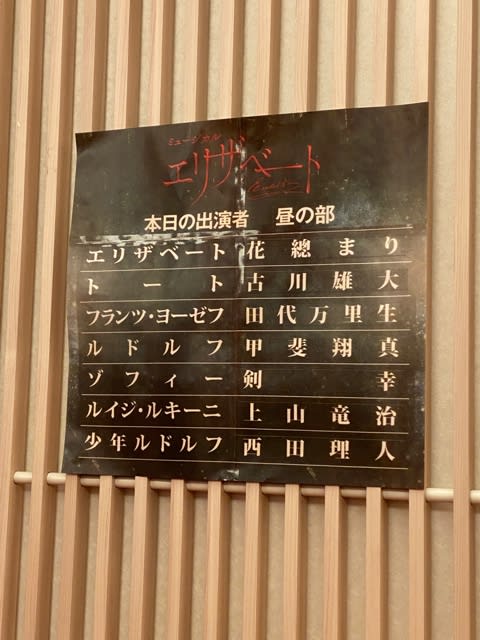 ミュージカル
エリザベート
本日の出演者 昼の部
エリザベート 花總まり
トート 古川雄大
フランツ・ヨーゼフ 田代万里生
ルドルフ 甲斐翔真
ゾフィー 剣幸
ルイジ・ルキーニ 上山竜治
少年ルドルフ 西田理人